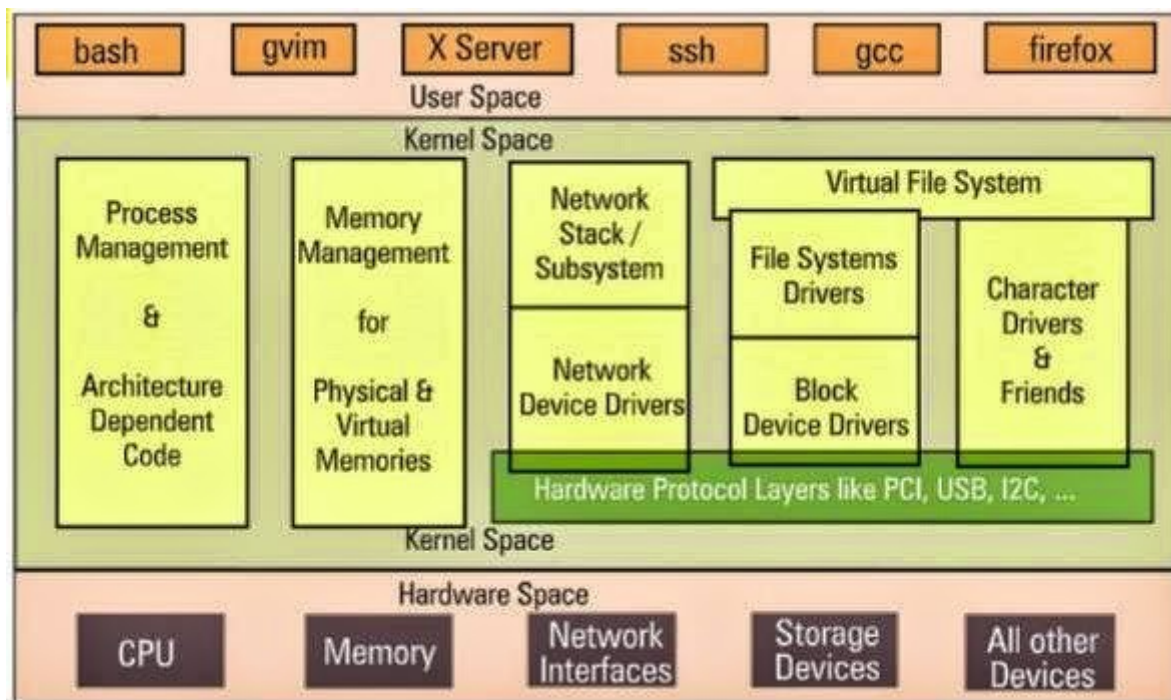 bash
gvim
X Server
ssh
gcc
firefox
User Space
Kernel Space
Process
Management
&
Architecture
Dependent
Code
Memory
Management
for
Physical &
Virtual
Memories
Network
Stack /
Subsystem
Network
Device Drivers
Virtual File System
File Systems
Drivers
Block
Device Drivers
Character
Drivers
&
Friends
Hardware Protocol Layers like PCI, USB, I2C, ...
Kernel Space
Hardware Space
CPU
Memory
Network
Interfaces
Storage
Devices
All other
Devices